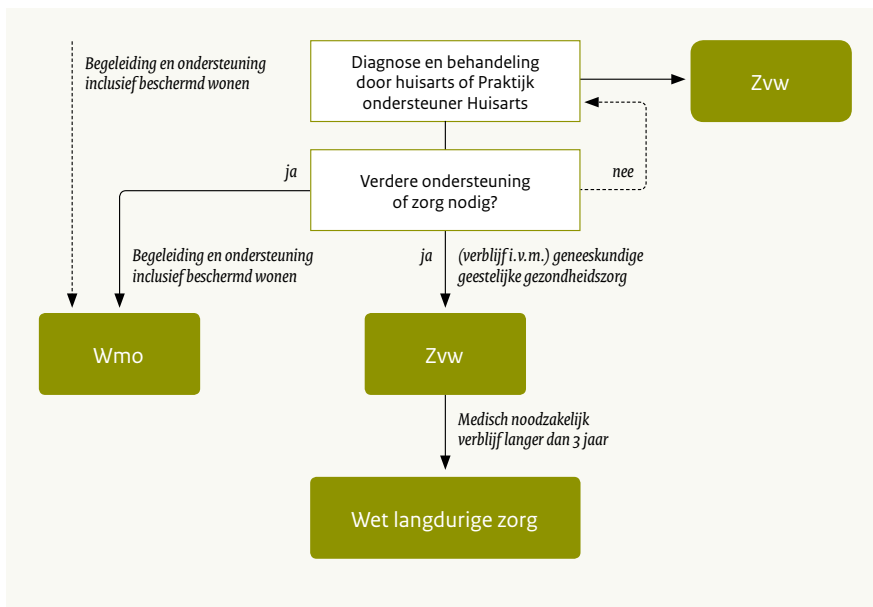 Begeleiding en ondersteuning
inclusief beschermd wonen
Diagnose en behandeling
door huisarts of Praktijk
ondersteuner Huisarts
Zvw
ja
Verdere ondersteuning
of zorg nodig?
nee
Begeleiding en ondersteuning
inclusief beschermd wonen
ja
(verblijf i.v.m.) geneeskundige
geestelijke gezondheidszorg
Wmo
Zvw
Medisch noodzakelijk
verblijf langer dan 3 jaar
Wet langdurige zorg